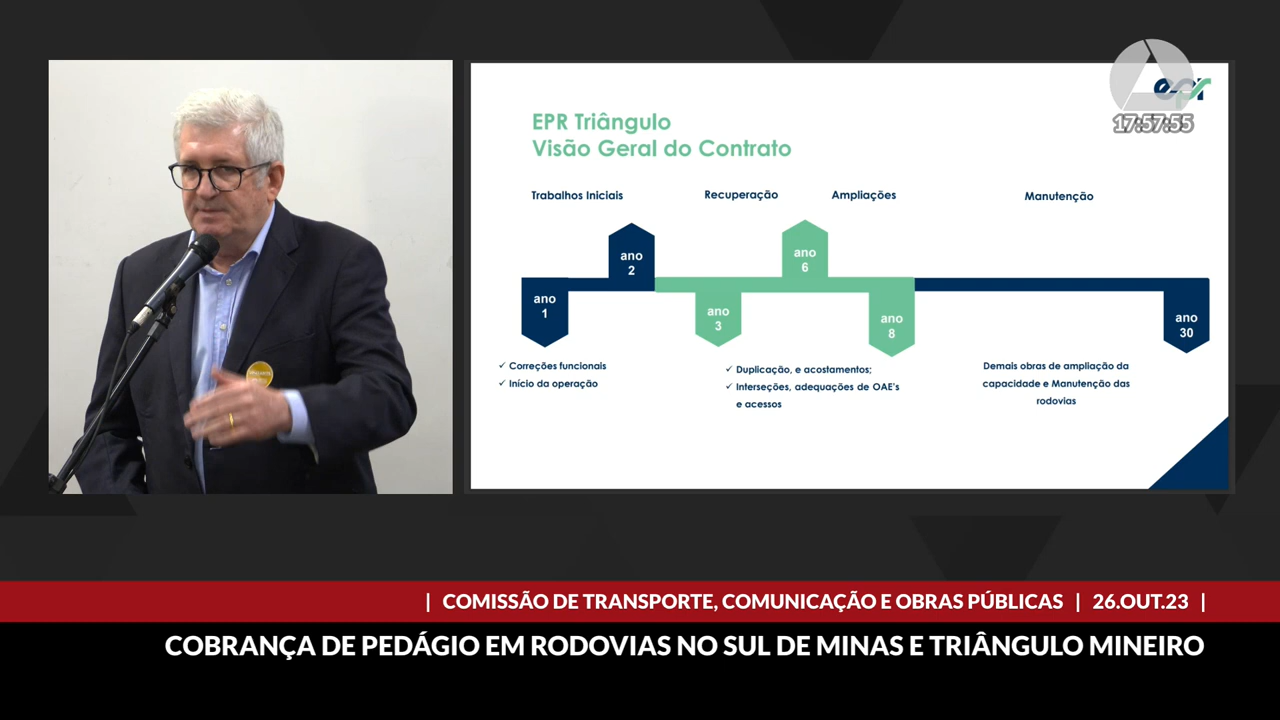 epr
17:57:55
EPR Triângulo
Visão Geral do Contrato
Trabalhos Iniciais
Recuperação
Ampliações
Manutenção
ano
1
ano
2
ano
3
ano
6
ano
8
ano
30
✓ Correções funcionais
✓ Início da operação
✓ Duplicação, e acostamentos;
✓ Interseções, adequações de OAE's
e acessos
Demais obras de ampliação da
capacidade e Manutenção das
rodovias
| COMISSÃO DE TRANSPORTE, COMUNICAÇÃO E OBRAS PÚBLICAS | 26.OUT.23 |
COBRANÇA DE PEDÁGIO EM RODOVIAS NO SUL DE MINAS E TRIÂNGULO MINEIRO